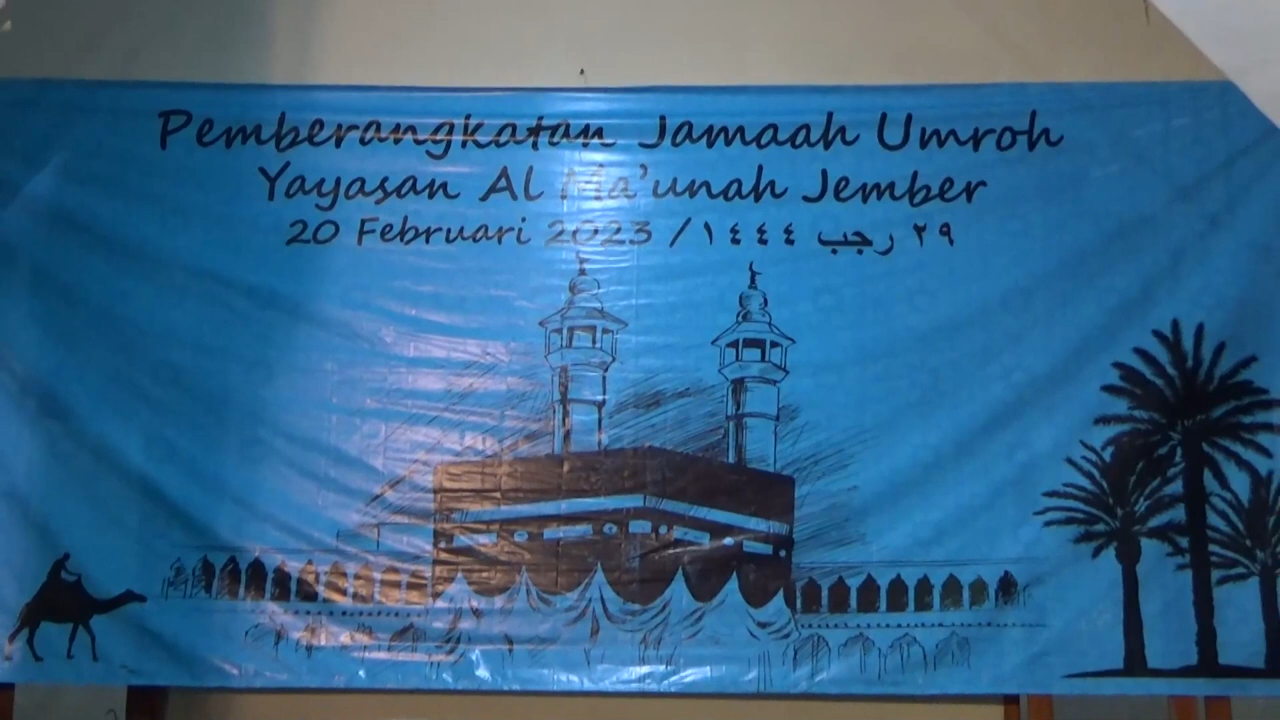 Pemberangkatan Jamaah Umroh
Yayasan Al Ma'unah Jember
20 Februari 2023 / ٢٩ رجب ١٤٤٤